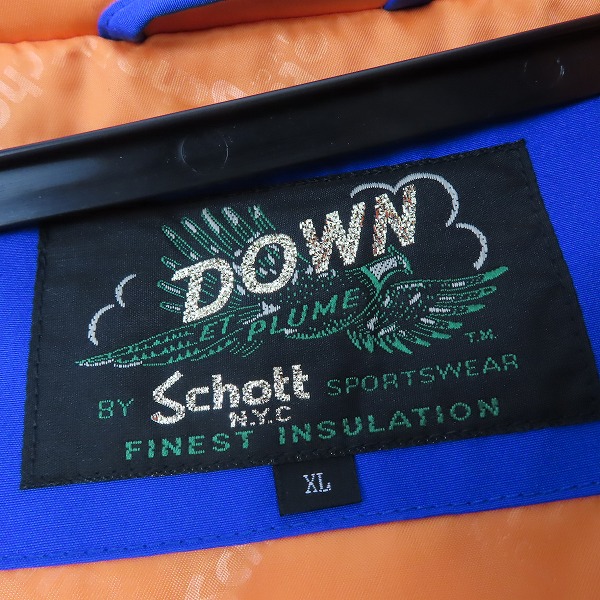 DOWN
ET PLUME
T.M.
BY Schott SPORTSWEAR
N.Y.C
FINEST INSULATION
XL